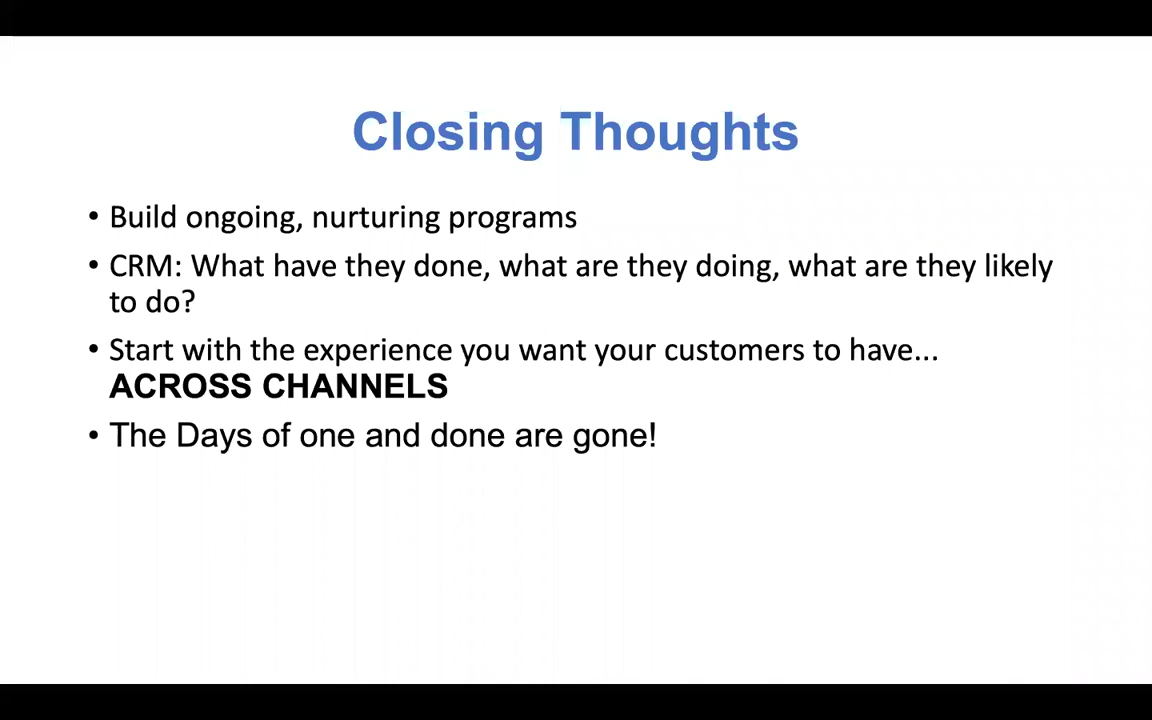 Closing Thoughts
• Build ongoing, nurturing programs
• CRM: What have they done, what are they doing, what are they likely
to do?
• Start with the experience you want your customers to have...
ACROSS CHANNELS
• The Days of one and done are gone!